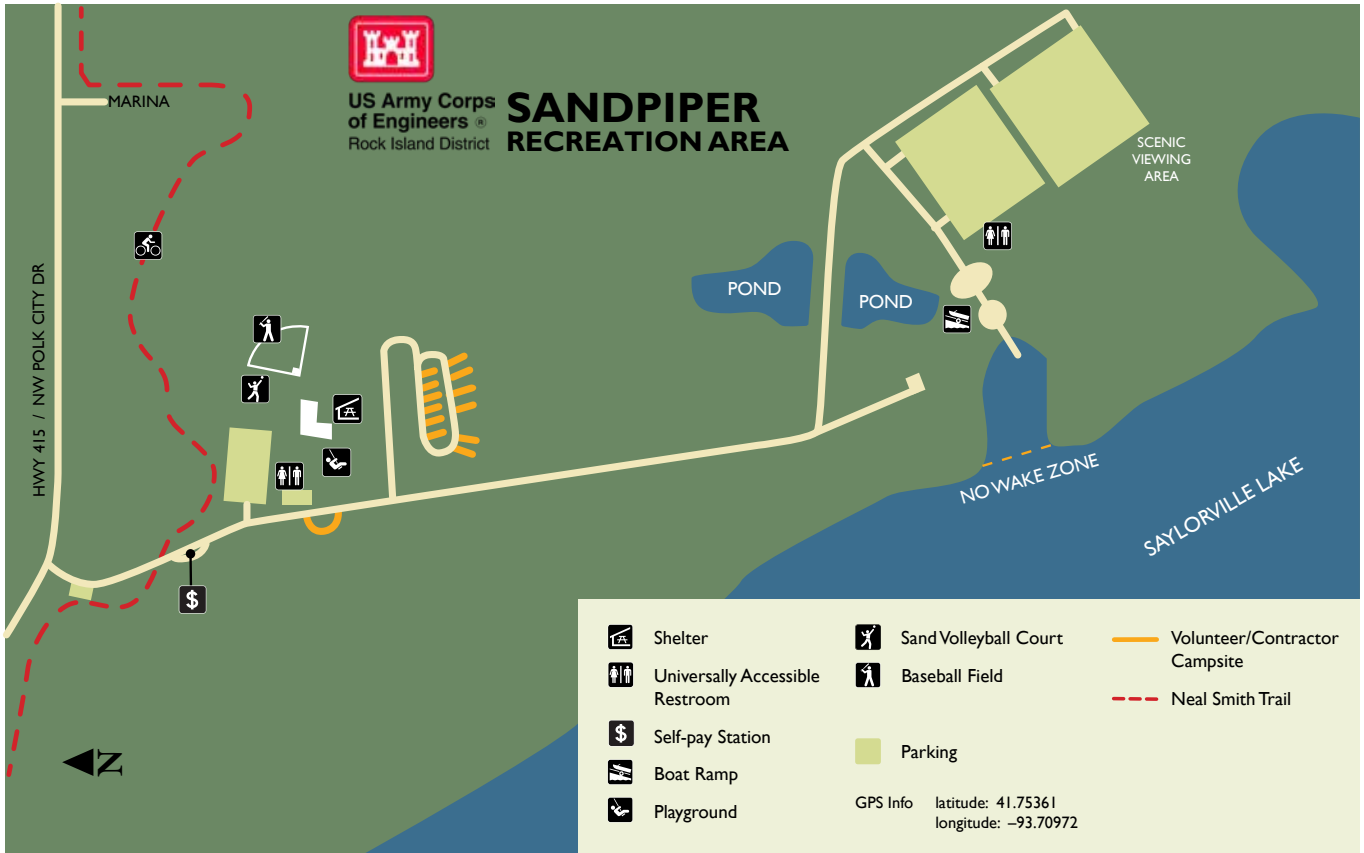 US Army Corps
of Engineers ®
Rock Island District
SANDPIPER
RECREATION AREA
MARINA
HWY 415 / NW POLK CITY DR
SCENIC
VIEWING
AREA
POND
POND
NO WAKE ZONE
SAYLORVILLE LAKE
$
N
Shelter
Universally Accessible
Restroom
$
Self-pay Station
Boat Ramp
Playground
Sand Volleyball Court
Baseball Field
Parking
GPS Info latitude: 41.75361
longitude: –93.70972
Volunteer/Contractor
Campsite
Neal Smith Trail